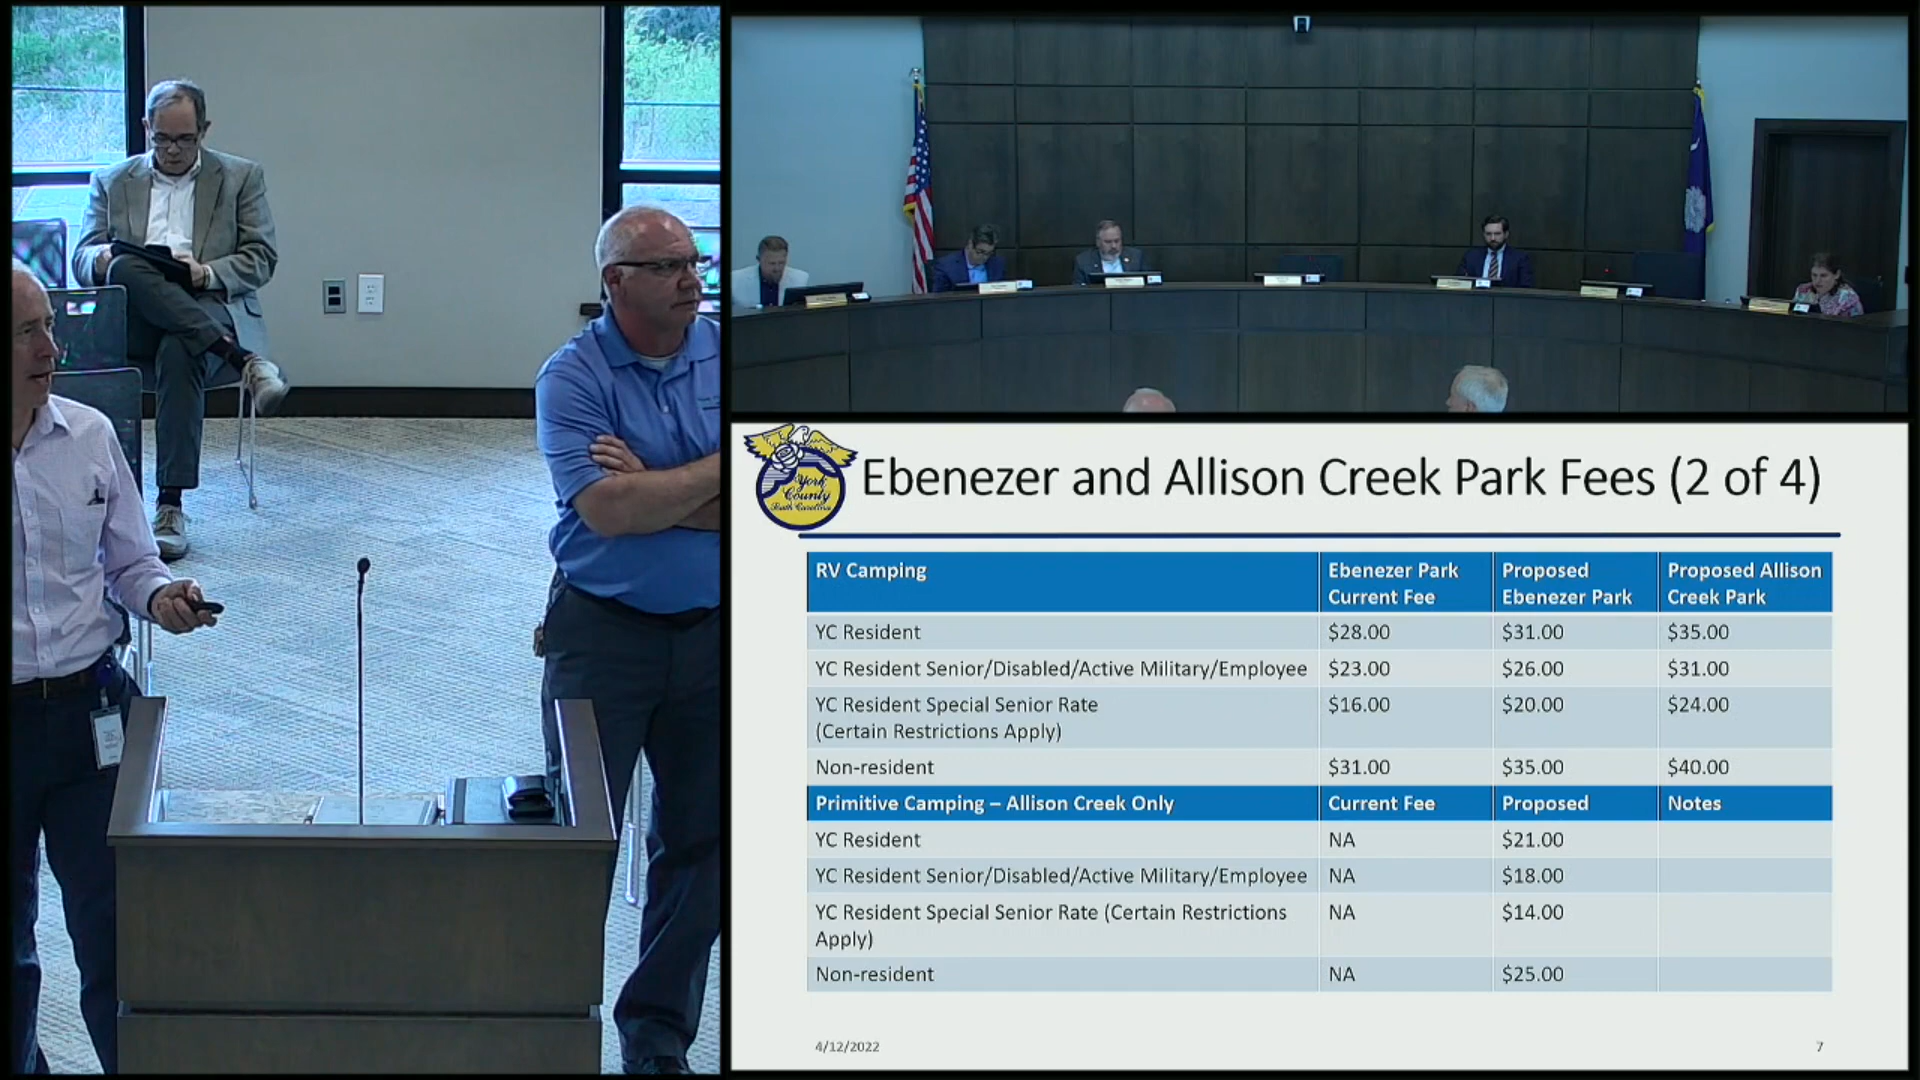 York
County
South Carolina
Ebenezer and Allison Creek Park Fees (2 of 4)
RV Camping
Ebenezer Park
Current Fee
Proposed
Ebenezer Park
Proposed Allison
Creek Park
YC Resident $28.00 $31.00 $35.00
YC Resident Senior/Disabled/Active Military/Employee $23.00 $26.00 $31.00
YC Resident Special Senior Rate $16.00 $20.00 $24.00
(Certain Restrictions Apply)
Non-resident $31.00 $35.00 $40.00
Primitive Camping – Allison Creek Only Current Fee Proposed Notes
YC Resident NA $21.00
YC Resident Senior/Disabled/Active Military/Employee NA $18.00
YC Resident Special Senior Rate (Certain Restrictions NA $14.00
Apply)
Non-resident NA $25.00
4/12/2022 7